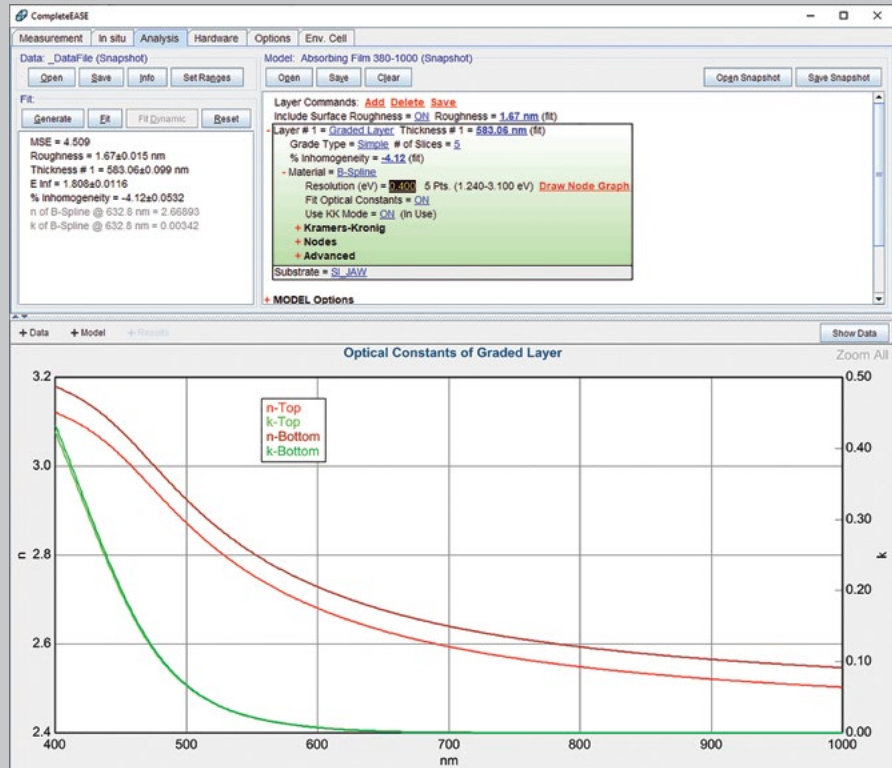 CompleteEASE
Measurement In situ Analysis Hardware Options Env. Cell
Data: _DataFile (Snapshot)
Open Save Info Set Ranges
Fit:
Generate Fit Fit Dynamic Reset
MSE = 4.509
Roughness = 1.67±0.015 nm
Thickness # 1 = 583.06±0.099 nm
E Inf = 1.808±0.0116
% Inhomogeneity = -4.12±0.0532
n of B-Spline @ 632.8 nm = 2.66893
k of B-Spline @ 632.8 nm = 0.00342
Model: Absorbing Film 380-1000 (Snapshot)
Open Save Clear Open Snapshot Save Snapshot
Layer Commands: Add Delete Save
Include Surface Roughness = ON Roughness = 1.67 nm (fit)
- Layer # 1 = Graded Layer Thickness # 1 = 583.06 nm (fit)
Grade Type = Simple # of Slices = 5
% Inhomogeneity = -4.12 (fit)
- Material = B-Spline
Resolution (eV) = 0.400 5 Pts. (1.240-3.100 eV) Draw Node Graph
Fit Optical Constants = ON
Use KK Mode = ON (In Use)
+ Kramers-Kronig
+ Nodes
+ Advanced
Substrate = SI_JAW
+ MODEL Options
+ Data + Model + Results Show Data
Optical Constants of Graded Layer Zoom All
n-Top
k-Top
n-Bottom
k-Bottom
3.2
3.0
2.8
2.6
2.4
n
0.50
0.40
0.30
0.20
0.10
0.00
k
400 500 600 700 800 900 1000
nm